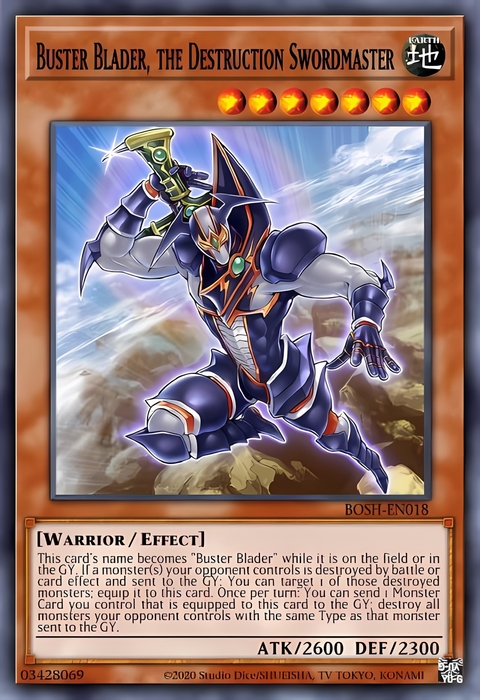 BUSTER BLADER, THE DESTRUCTION SWORDMASTER
EARTH
地
BOSH-EN018
[WARRIOR / EFFECT]
This card's name becomes "Buster Blader" while it is on the field or in
the GY. If a monster(s) your opponent controls is destroyed by battle or
card effect and sent to the GY: You can target 1 of those destroyed
monsters; equip it to this card. Once per turn: You can send 1 Monster
Card you control that is equipped to this card to the GY; destroy all
monsters your opponent controls with the same Type as that monster
sent to the GY.
ATK/2600 DEF/2300
03428069
©2020 Studio Dice/SHUEISHA, TV TOKYO, KONAMI